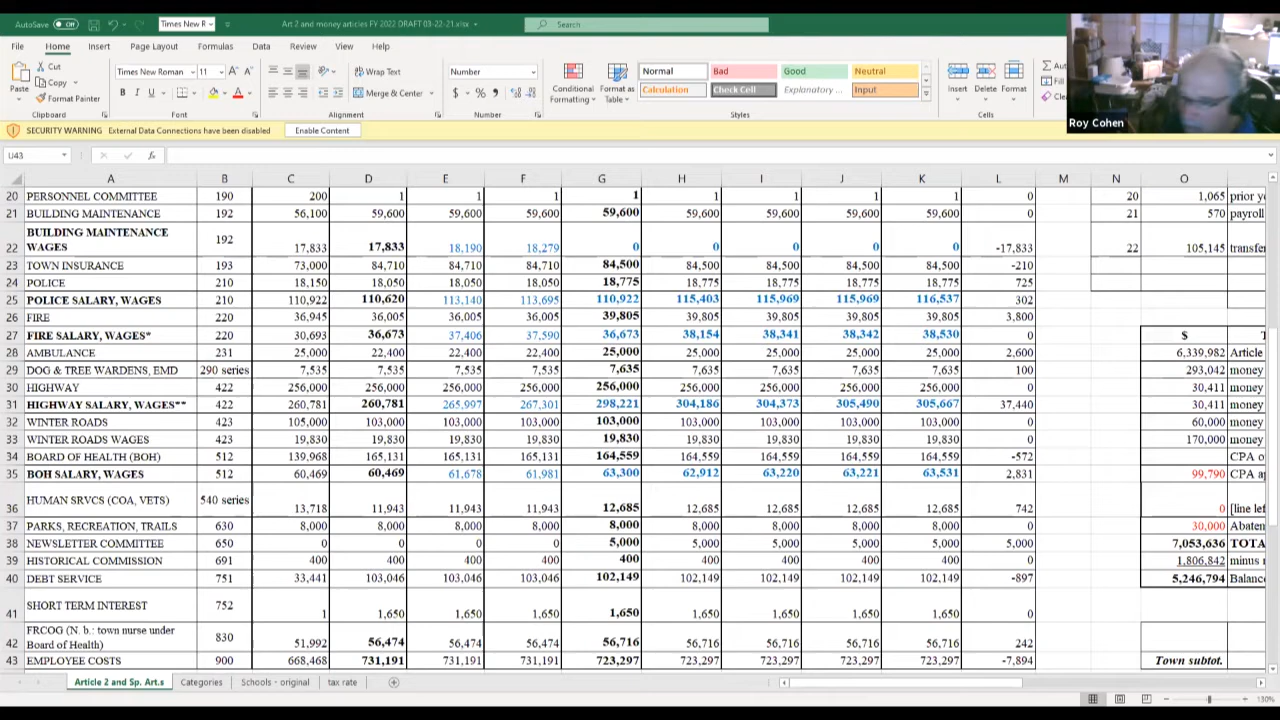 AutoSave Off Times New R Art 2 and money articles FY 2022 DRAFT 03-22-21.xlsx Search
File Home Insert Page Layout Formulas Data Review View Help
Cut Times New Roman 11 Wrap Text Number Normal Bad Good Neutral
Copy Calculation Check Cell Explanatory ... Input
Paste Format Painter B I U Merge & Center $ % Conditional Formatting Format as Table Insert Delete Format
Clipboard Font Alignment Number Styles Cells
Roy Cohen
SECURITY WARNING External Data Connections have been disabled Enable Content
U43 fx
A B C D E F G H I J K L M N O
20 PERSONNEL COMMITTEE 190 200 1 1 1 1 1 1 1 1 0 20 1,065 prior ye
21 BUILDING MAINTENANCE 192 56,100 59,600 59,600 59,600 59,600 59,600 59,600 59,600 59,600 0 21 570 payroll
22 BUILDING MAINTENANCE WAGES 192 17,833 17,833 18,190 18,279 0 0 0 0 0 -17,833 22 105,145 transfe
23 TOWN INSURANCE 193 73,000 84,710 84,710 84,710 84,500 84,500 84,500 84,500 84,500 -210
24 POLICE 210 18,150 18,050 18,050 18,050 18,775 18,775 18,775 18,775 18,775 725
25 POLICE SALARY, WAGES 210 110,922 110,620 113,140 113,695 110,922 115,403 115,969 115,969 116,537 302
26 FIRE 220 36,945 36,005 36,005 36,005 39,805 39,805 39,805 39,805 39,805 3,800
27 FIRE SALARY, WAGES* 220 30,693 36,673 37,406 37,590 36,673 38,154 38,341 38,342 38,530 0 $ T
28 AMBULANCE 231 25,000 22,400 22,400 22,400 25,000 25,000 25,000 25,000 25,000 2,600 6,339,982 Article
29 DOG & TREE WARDENS, EMD 290 series 7,535 7,535 7,535 7,535 7,635 7,635 7,635 7,635 7,635 100 293,042 money
30 HIGHWAY 422 256,000 256,000 256,000 256,000 256,000 256,000 256,000 256,000 256,000 0 30,411 money
31 HIGHWAY SALARY, WAGES** 422 260,781 260,781 265,997 267,301 298,221 304,186 304,373 305,490 305,667 37,440 30,411 money
32 WINTER ROADS 423 105,000 103,000 103,000 103,000 103,000 103,000 103,000 103,000 103,000 0 60,000 money
33 WINTER ROADS WAGES 423 19,830 19,830 19,830 19,830 19,830 19,830 19,830 19,830 19,830 0 170,000 money
34 BOARD OF HEALTH (BOH) 512 139,968 165,131 165,131 165,131 164,559 164,559 164,559 164,559 164,559 -572 CPA o
35 BOH SALARY, WAGES 512 60,469 60,469 61,678 61,981 63,300 62,912 63,220 63,221 63,531 2,831 99,790 CPA ap
36 HUMAN SRVCS (COA, VETS) 540 series 13,718 11,943 11,943 11,943 12,685 12,685 12,685 12,685 12,685 742 0 [line lef
37 PARKS, RECREATION, TRAILS 630 8,000 8,000 8,000 8,000 8,000 8,000 8,000 8,000 8,000 0 30,000 Abaten
38 NEWSLETTER COMMITTEE 650 0 0 0 0 5,000 5,000 5,000 5,000 5,000 5,000 7,053,636 TOTA
39 HISTORICAL COMMISSION 691 400 400 400 400 400 400 400 400 400 0 1,806,842 minus
40 DEBT SERVICE 751 33,441 103,046 103,046 103,046 102,149 102,149 102,149 102,149 102,149 -897 5,246,794 Balance
41 SHORT TERM INTEREST 752 1 1,650 1,650 1,650 1,650 1,650 1,650 1,650 1,650 0
42 FRCOG (N. b.: town nurse under Board of Health) 830 51,992 56,474 56,474 56,474 56,716 56,716 56,716 56,716 56,716 242
43 EMPLOYEE COSTS 900 668,468 731,191 731,191 731,191 723,297 723,297 723,297 723,297 723,297 -7,894 Town subtot.
Article 2 and Sp. Art.s Categories Schools - original tax rate
130%